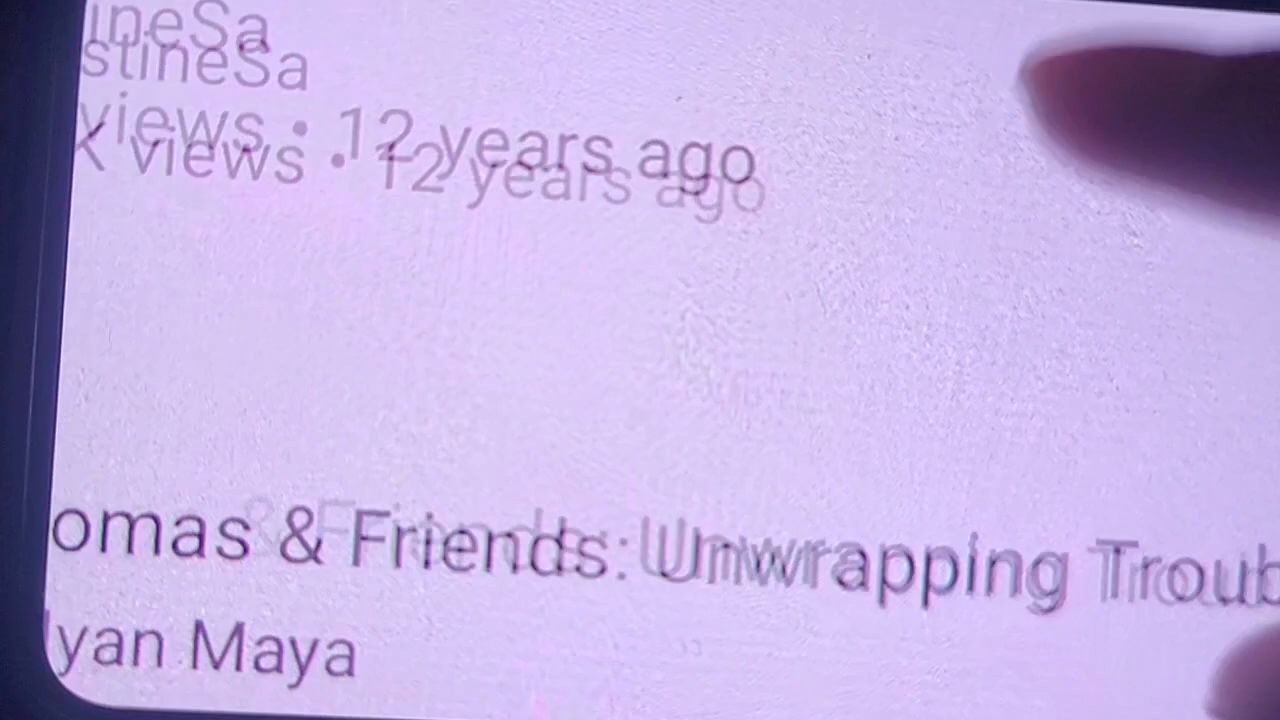 stineSa
K views • 12 years ago
omas & Friends: Unwrapping Troub
lyan Maya